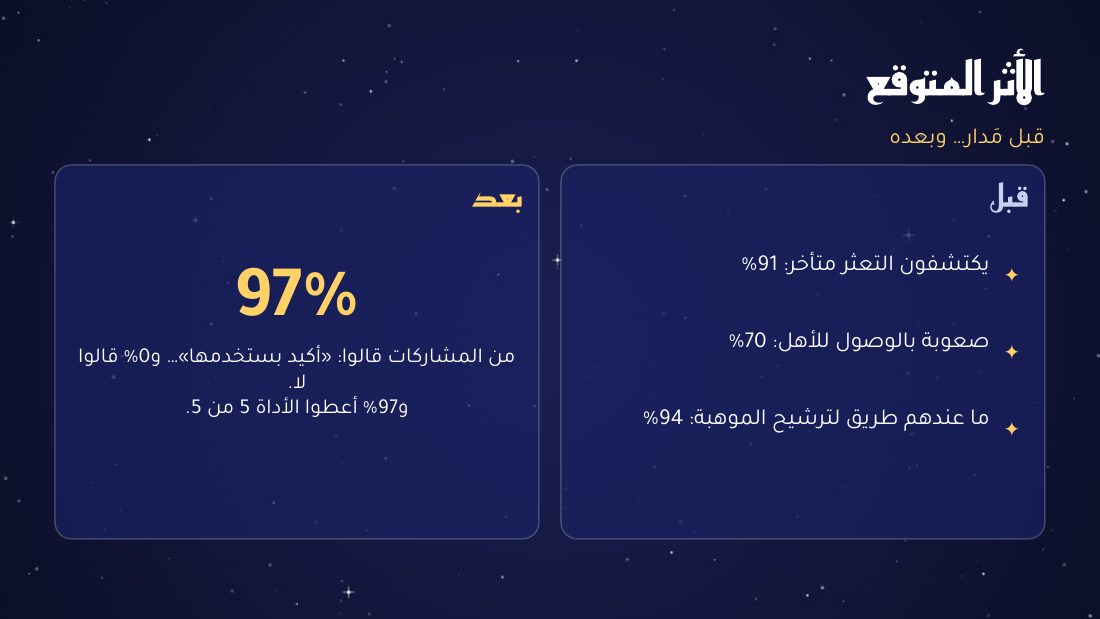 الأثر المتوقع
قبل مَدار... وبعده
قبل
يكتشفون التعثر متأخر: 91%
صعوبة بالوصول للأهل: 70%
ما عندهم طريق لترشيح الموهبة: 94%
بعد
97%
من المشاركات قالوا: «أكيد بستخدمها»... و0% قالوا
لا.
و97% أعطوا الأداة 5 من 5.